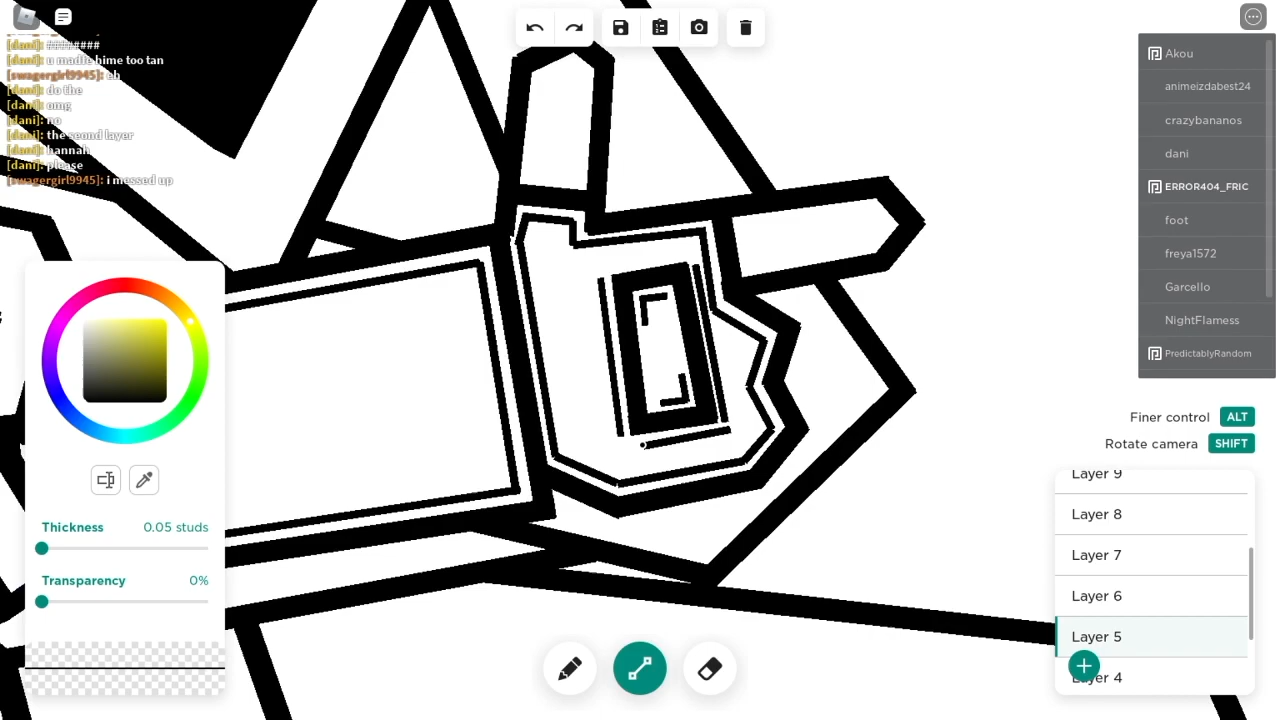 [dani]: ########
[dani]: u madle hime too tan
[swagergirl9945]: eh
[dani]: do the
[dani]: omg
[dani]: no
[dani]: the seond layer
[dani]: hannah
[dani]: please
[swagergirl9945]: i messed up
Akou
animeizdabest24
crazybananos
dani
ERROR404_FRIC
foot
freya1572
Garcello
NightFlamess
PredictablyRandom
Finer control ALT
Rotate camera SHIFT
Thickness 0.05 studs
Transparency 0%
Layer 9
Layer 8
Layer 7
Layer 6
Layer 5
Layer 4